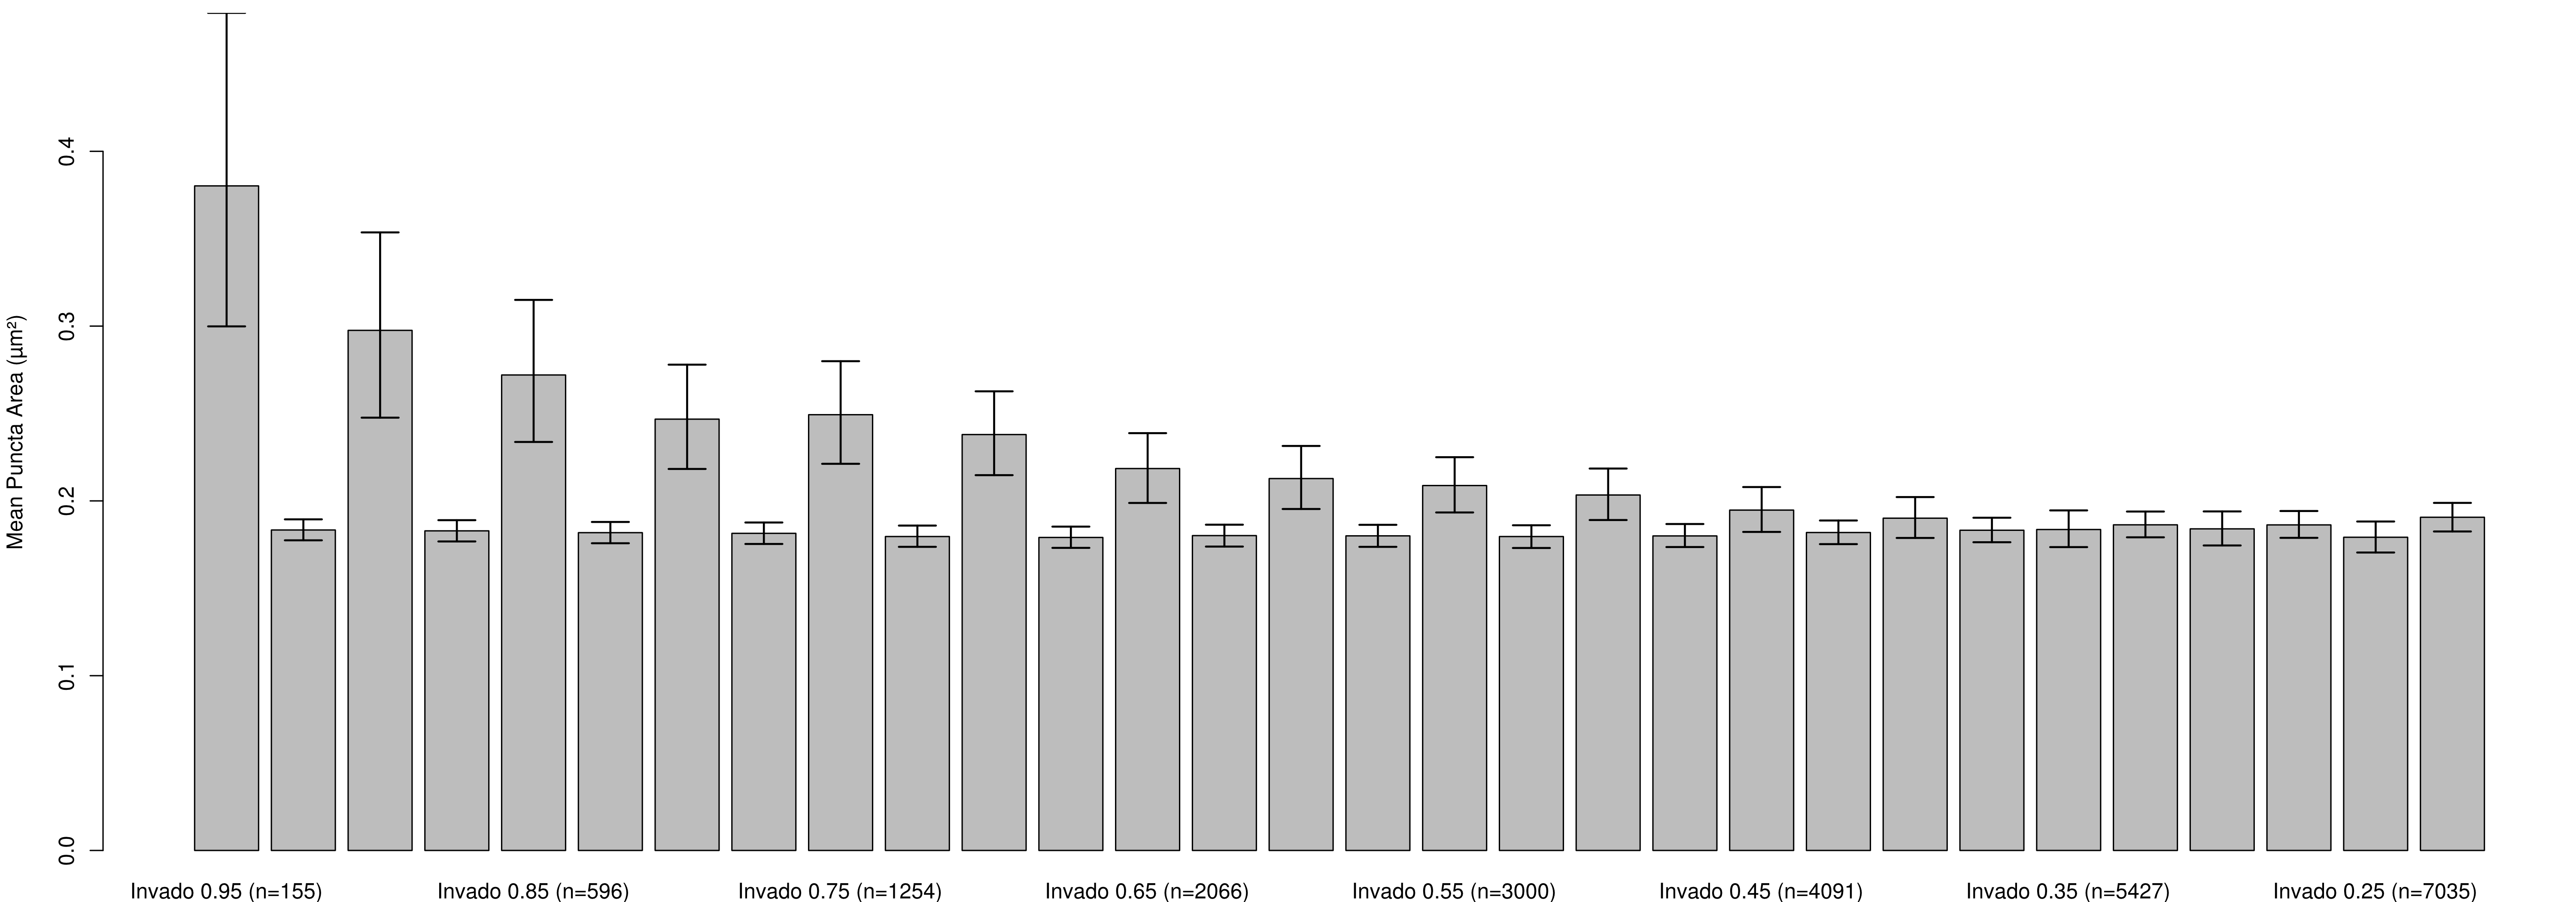 Mean Puncta Area (µm²)
0.4
0.3
0.2
0.1
0.0
Invado 0.95 (n=155)
Invado 0.85 (n=596)
Invado 0.75 (n=1254)
Invado 0.65 (n=2066)
Invado 0.55 (n=3000)
Invado 0.45 (n=4091)
Invado 0.35 (n=5427)
Invado 0.25 (n=7035)